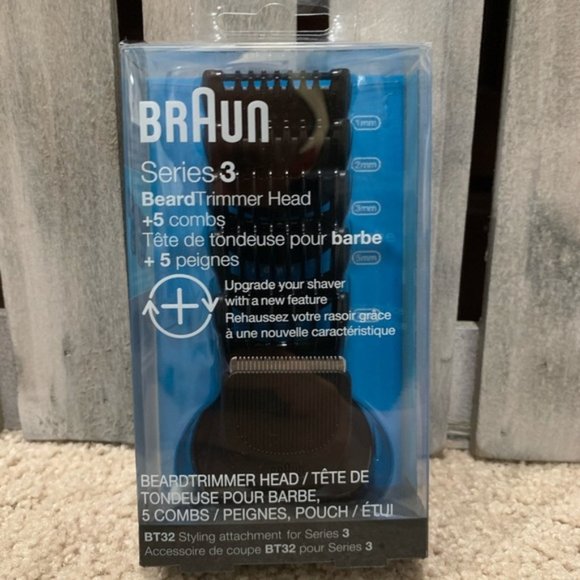 BRAUN
Series 3
BeardTrimmer Head
+5 combs
Tête de tondeuse pour barbe
+ 5 peignes
1mm
2mm
3mm
5mm
Upgrade your shaver
with a new feature
Rehaussez votre rasoir grâce
à une nouvelle caractéristique
BEARDTRIMMER HEAD / TÊTE DE
TONDEUSE POUR BARBE,
5 COMBS / PEIGNES, POUCH / ÉTUI
BT32 Styling attachment for Series 3
Accessoire de coupe BT32 pour Series 3